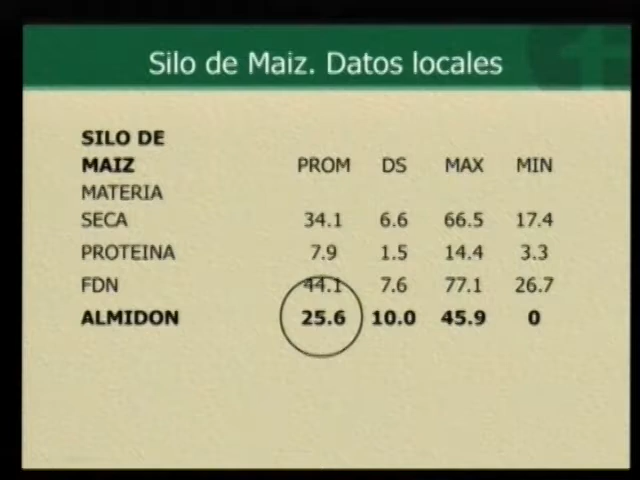 Silo de Maiz. Datos locales
SILO DE
MAIZ PROM DS MAX MIN
MATERIA
SECA 34.1 6.6 66.5 17.4
PROTEINA 7.9 1.5 14.4 3.3
FDN 44.1 7.6 77.1 26.7
ALMIDON 25.6 10.0 45.9 0